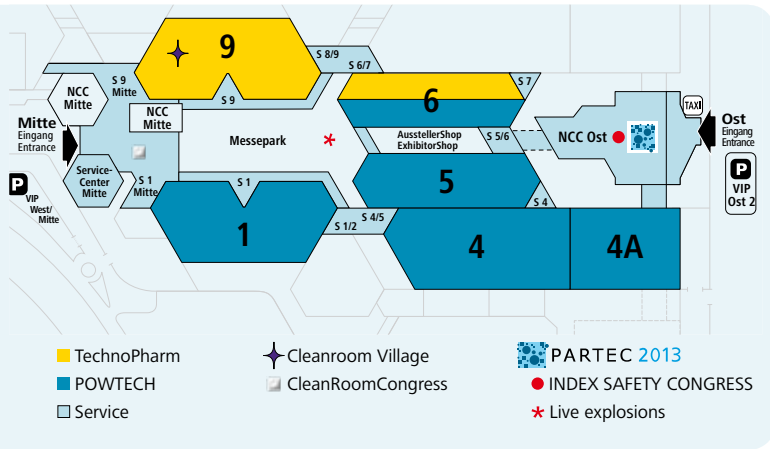 9
S 8/9
S 6/7
S 7
NCC
Mitte
S 9
Mitte
S 9
6
NCC
Mitte
TAXI
Mitte
Eingang
Entrance
Messepark
AusstellerShop
ExhibitorShop
S 5/6
NCC Ost
Ost
Eingang
Entrance
Service-
Center
Mitte
S 1
Mitte
S 1
5
P
VIP
Ost 2
P
VIP
West/
Mitte
S 4
1
S 4/5
S 1/2
4
4A
TechnoPharm
Cleanroom Village
PARTEC 2013
POWTECH
CleanRoomCongress
INDEX SAFETY CONGRESS
Service
Live explosions